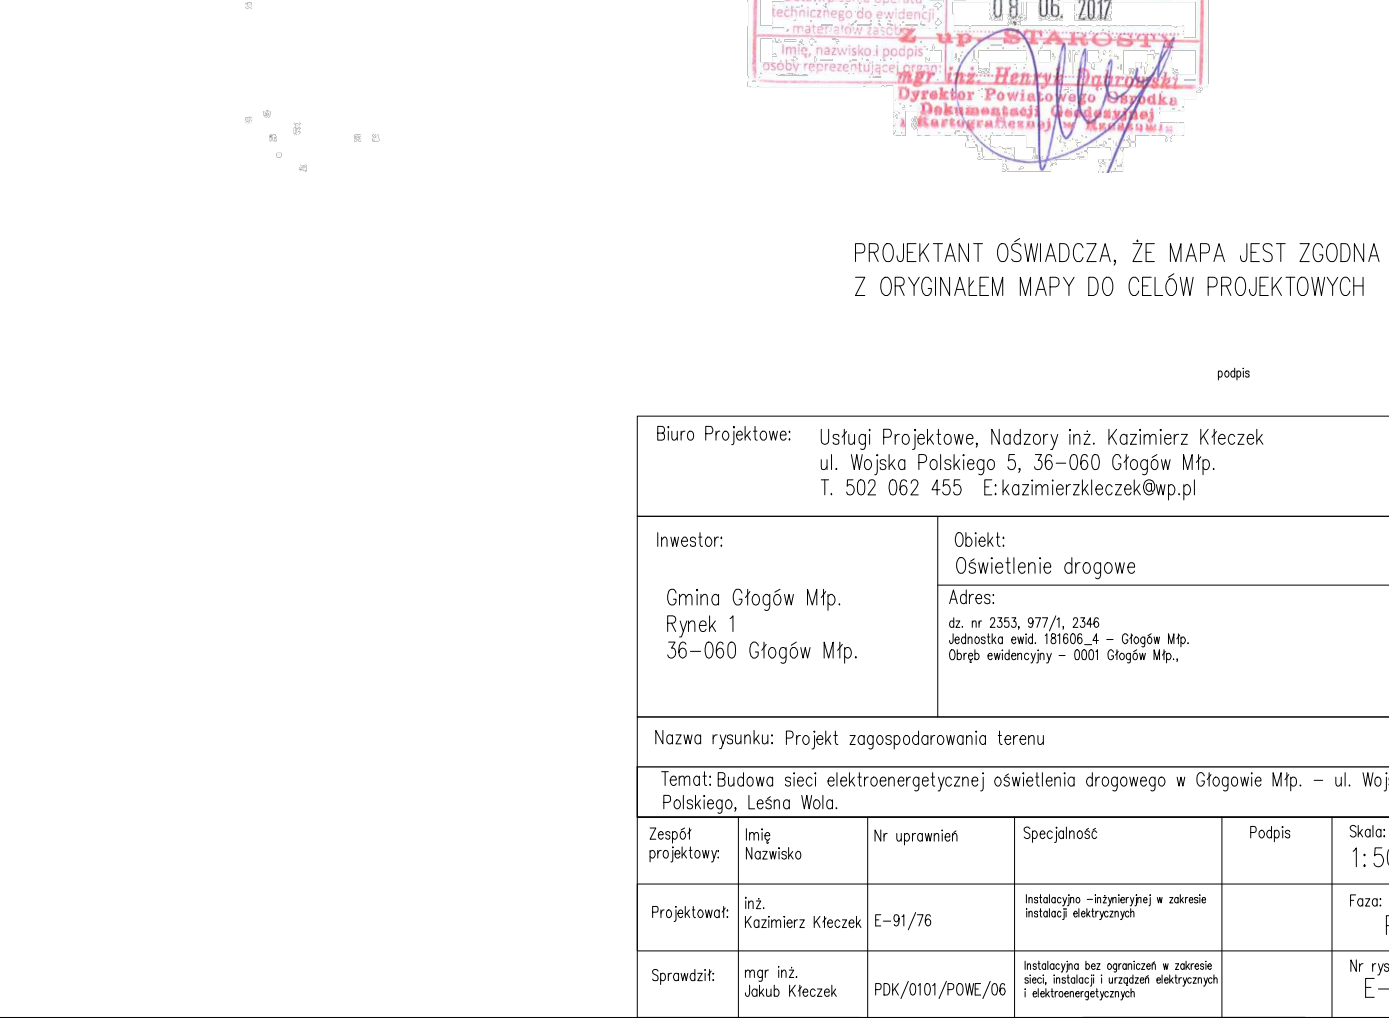 technicznego do ewidencji
materiałów zasobu
08. 06. 2017
Z up. STAROSTY
Imię, nazwisko i podpis
osoby reprezentującej organ
mgr inż. Henryk Dąbrowski
Dyrektor Powiatowego Ośrodka
Dokumentacji Geodezyjnej
i Kartograficznej w Rzeszowie
PROJEKTANT OŚWIADCZA, ŻE MAPA JEST ZGODNA
Z ORYGINAŁEM MAPY DO CELÓW PROJEKTOWYCH
podpis
Biuro Projektowe:
Usługi Projektowe, Nadzory inż. Kazimierz Kłeczek
ul. Wojska Polskiego 5, 36-060 Głogów Młp.
T. 502 062 455 E:kazimierzkleczek@wp.pl
Inwestor:
Gmina Głogów Młp.
Rynek 1
36-060 Głogów Młp.
Obiekt:
Oświetlenie drogowe
Adres:
dz. nr 2353, 977/1, 2346
Jednostka ewid. 181606_4 - Głogów Młp.
Obręb ewidencyjny - 0001 Głogów Młp.,
Nazwa rysunku: Projekt zagospodarowania terenu
Temat: Budowa sieci elektroenergetycznej oświetlenia drogowego w Głogowie Młp. - ul. Woj
Polskiego, Leśna Wola.
Zespół
projektowy:
Imię
Nazwisko
Nr uprawnień
Specjalność
Podpis
Skala:
1:50
Projektował:
inż.
Kazimierz Kłeczek
E-91/76
Instalacyjno -inżynieryjnej w zakresie
instalacji elektrycznych
Faza:
Sprawdził:
mgr inż.
Jakub Kłeczek
PDK/0101/POWE/06
Instalacyjna bez ograniczeń w zakresie
sieci, instalacji i urządzeń elektrycznych
i elektroenergetycznych
Nr rys
E-